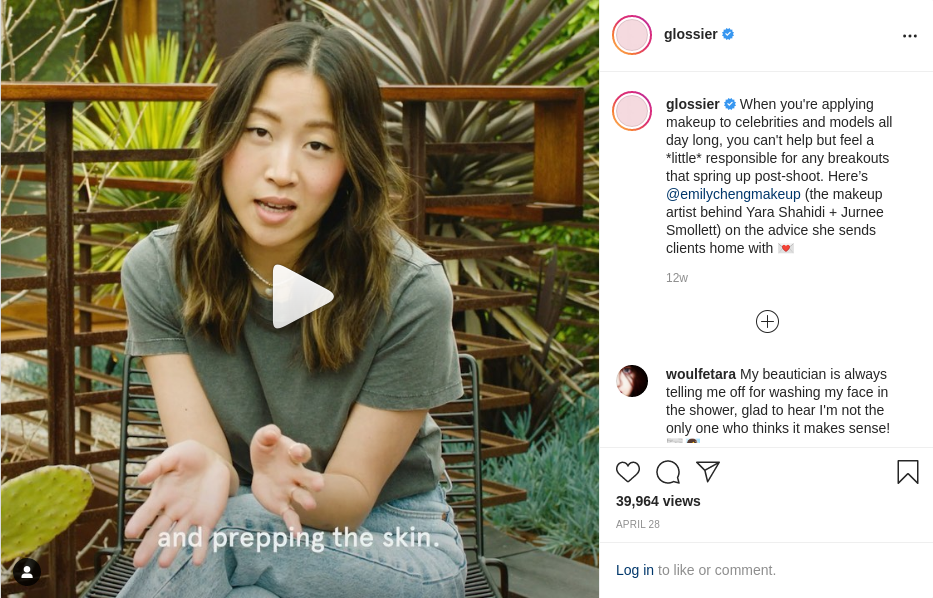 glossier
glossier When you're applying
makeup to celebrities and models all
day long, you can't help but feel a
*little* responsible for any breakouts
that spring up post-shoot. Here's
@emilychengmakeup (the makeup
artist behind Yara Shahidi + Jurnee
Smollett) on the advice she sends
clients home with 💌
12w
woulfetara My beautician is always
telling me off for washing my face in
the shower, glad to hear I'm not the
only one who thinks it makes sense!
39,964 views
APRIL 28
Log in to like or comment.
and prepping the skin.